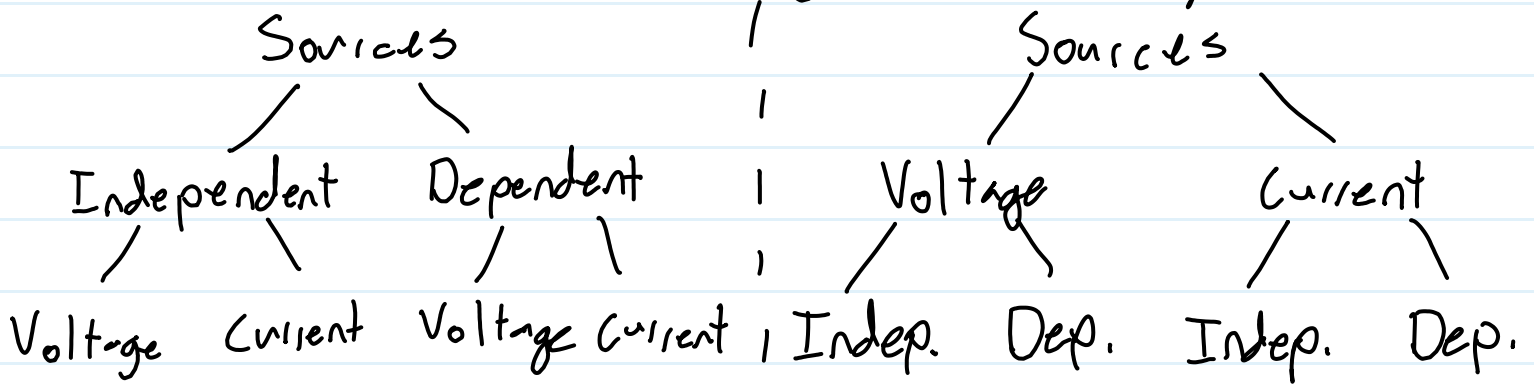 Sources
Sources
Independent Dependent
Voltage Current
Voltage Current Voltage Current
Indep. Dep. Indep. Dep.